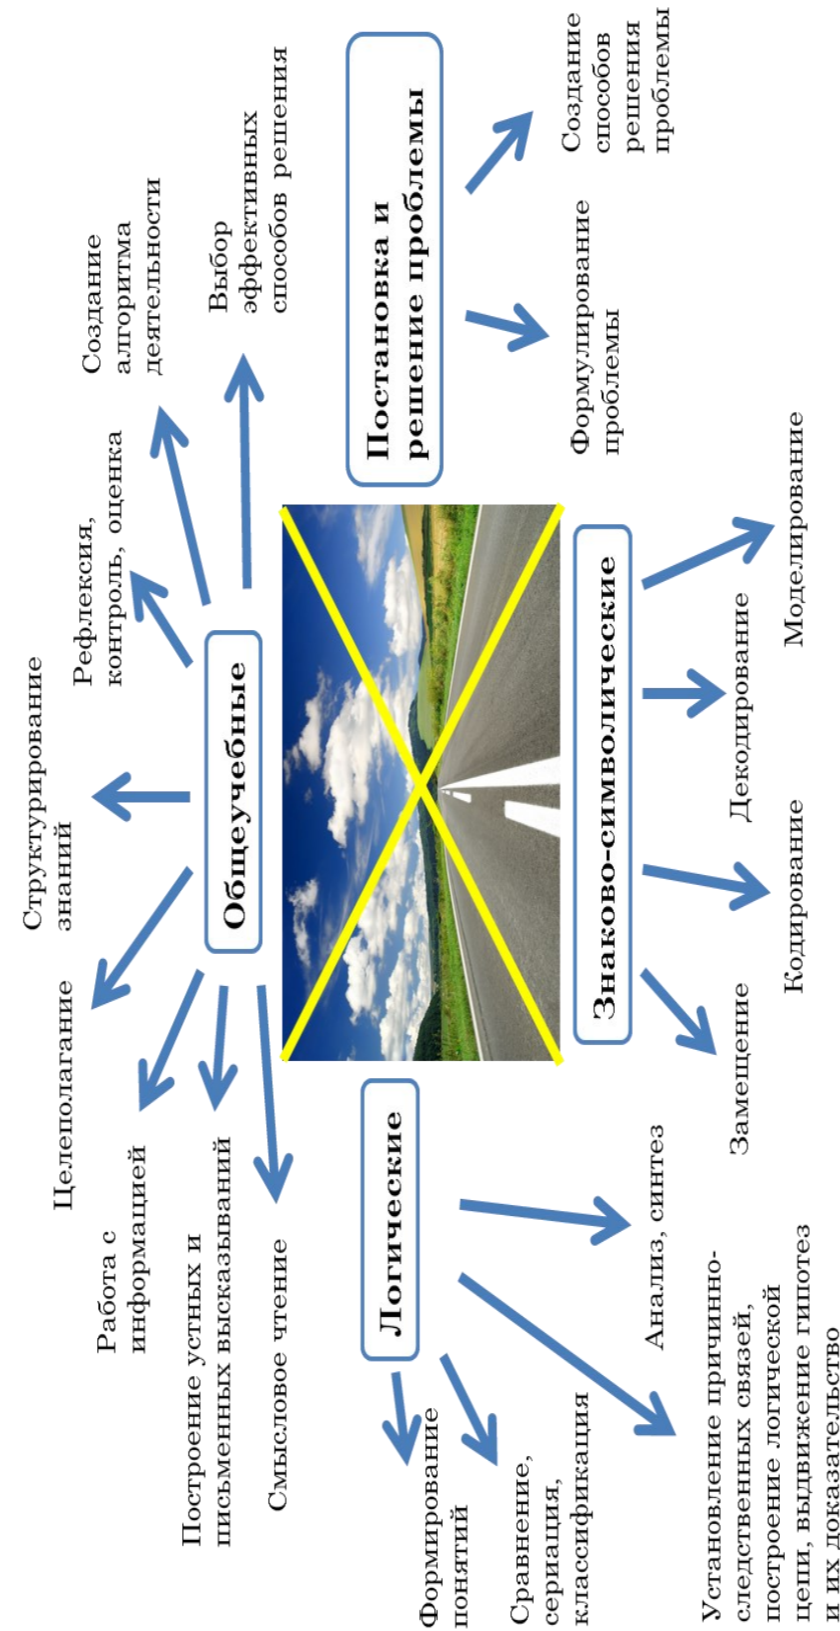 Общеучебные
Смысловое чтение
Построение устных и
письменных высказываний
Работа с
информацией
Целеполагание
Структурирование
знаний
Рефлексия,
контроль, оценка
Создание
алгоритма
деятельности
Выбор
эффективных
способов решения
Логические
Формирование
понятий
Сравнение,
сериация,
классификация
Установление причинно-
следственных связей,
построение логической
цепи, выдвижение гипотез
и их доказательство
Анализ, синтез
Знаково-символические
Замещение
Кодирование
Декодирование
Моделирование
Постановка и
решение проблемы
Формулирование
проблемы
Создание
способов
решения
проблемы